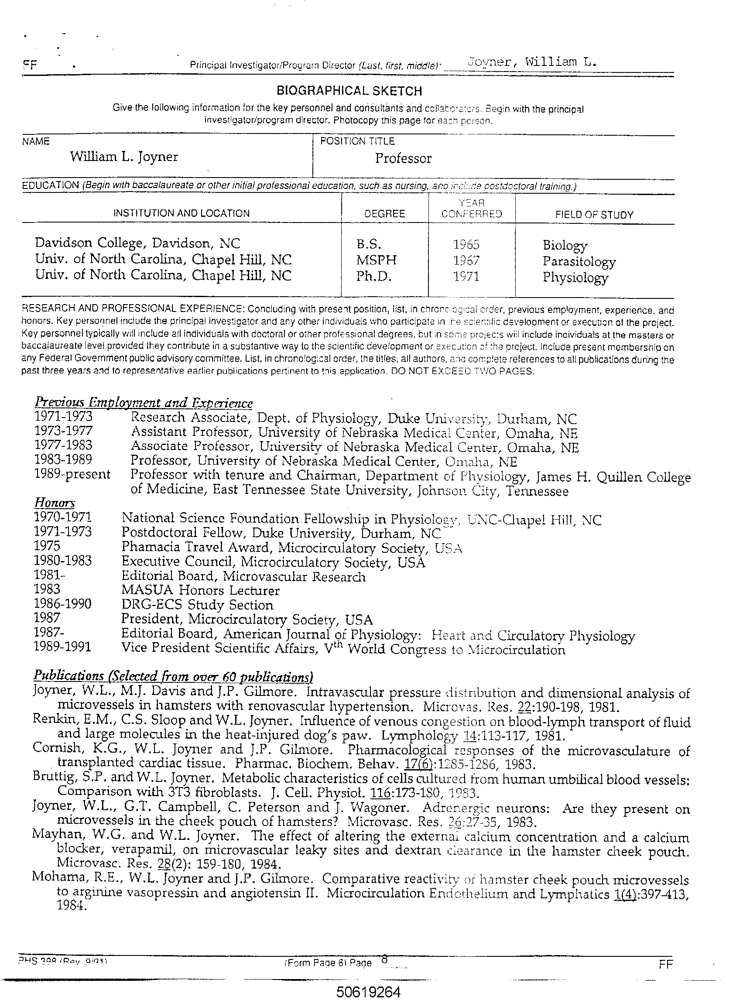 FF Principal Investigator/Program Director (Last, first, middle): Joyner, William L.
BIOGRAPHICAL SKETCH
Give the following information for the key personnel and consultants and collaborators. Begin with the principal
investigator/program director. Photocopy this page for each person.
NAME POSITION TITLE
William L. Joyner Professor
EDUCATION (Begin with baccalaureate or other initial professional education, such as nursing, and include postdoctoral training.)
INSTITUTION AND LOCATION DEGREE YEAR CONFERRED FIELD OF STUDY
Davidson College, Davidson, NC B.S. 1965 Biology
Univ. of North Carolina, Chapel Hill, NC MSPH 1967 Parasitology
Univ. of North Carolina, Chapel Hill, NC Ph.D. 1971 Physiology
RESEARCH AND PROFESSIONAL EXPERIENCE: Concluding with present position, list, in chronological order, previous employment, experience, and
honors. Key personnel include the principal investigator and any other individuals who participate in the scientific development or execution of the project.
Key personnel typically will include all individuals with doctoral or other professional degrees, but in some projects will include individuals at the masters or
baccalaureate level provided they contribute in a substantive way to the scientific development or execution of the project. Include present membership on
any Federal Government public advisory committee. List, in chronological order, the titles, all authors, and complete references to all publications during the
past three years and to representative earlier publications pertinent to this application. DO NOT EXCEED TWO PAGES.
Previous Employment and Experience
1971-1973 Research Associate, Dept. of Physiology, Duke University, Durham, NC
1973-1977 Assistant Professor, University of Nebraska Medical Center, Omaha, NE
1977-1983 Associate Professor, University of Nebraska Medical Center, Omaha, NE
1983-1989 Professor, University of Nebraska Medical Center, Omaha, NE
1989-present Professor with tenure and Chairman, Department of Physiology, James H. Quillen College
of Medicine, East Tennessee State University, Johnson City, Tennessee
Honors
1970-1971 National Science Foundation Fellowship in Physiology, UNC-Chapel Hill, NC
1971-1973 Postdoctoral Fellow, Duke University, Durham, NC
1975 Phamacia Travel Award, Microcirculatory Society, USA
1980-1983 Executive Council, Microcirculatory Society, USA
1981- Editorial Board, Microvascular Research
1983 MASUA Honors Lecturer
1986-1990 DRG-ECS Study Section
1987 President, Microcirculatory Society, USA
1987- Editorial Board, American Journal of Physiology: Heart and Circulatory Physiology
1989-1991 Vice President Scientific Affairs, Vth World Congress to Microcirculation
Publications (Selected from over 60 publications)
Joyner, W.L., M.J. Davis and J.P. Gilmore. Intravascular pressure distribution and dimensional analysis of
microvessels in hamsters with renovascular hypertension. Microvas. Res. 22:190-198, 1981.
Renkin, E.M., C.S. Sloop and W.L. Joyner. Influence of venous congestion on blood-lymph transport of fluid
and large molecules in the heat-injured dog's paw. Lymphology 14:113-117, 1981.
Cornish, K.G., W.L. Joyner and J.P. Gilmore. Pharmacological responses of the microvasculature of
transplanted cardiac tissue. Pharmac. Biochem. Behav. 17(6):1285-1286, 1983.
Bruttig, S.P. and W.L. Joyner. Metabolic characteristics of cells cultured from human umbilical blood vessels:
Comparison with 3T3 fibroblasts. J. Cell. Physiol. 116:173-180, 1983.
Joyner, W.L., G.T. Campbell, C. Peterson and J. Wagoner. Adrenergic neurons: Are they present on
microvessels in the cheek pouch of hamsters? Microvasc. Res. 26:27-35, 1983.
Mayhan, W.G. and W.L. Joyner. The effect of altering the external calcium concentration and a calcium
blocker, verapamil, on microvascular leaky sites and dextran clearance in the hamster cheek pouch.
Microvasc. Res. 28(2): 159-180, 1984.
Mohama, R.E., W.L. Joyner and J.P. Gilmore. Comparative reactivity of hamster cheek pouch microvessels
to arginine vasopressin and angiotensin II. Microcirculation Endothelium and Lymphatics 1(4):397-413,
1984.
PHS 398 (Rev. 9/91) (Form Page 6) Page 8 FF
50619264